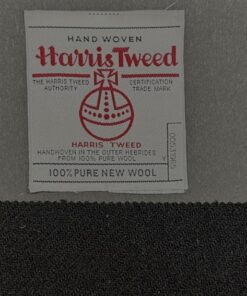 HAND WOVEN
Harris Tweed
THE HARRIS TWEED CERTIFICATION
AUTHORITY TRADE MARK
HARRIS TWEED
HANDWOVEN IN THE OUTER HEBRIDES
FROM 100% PURE WOOL
100% PURE NEW WOOL